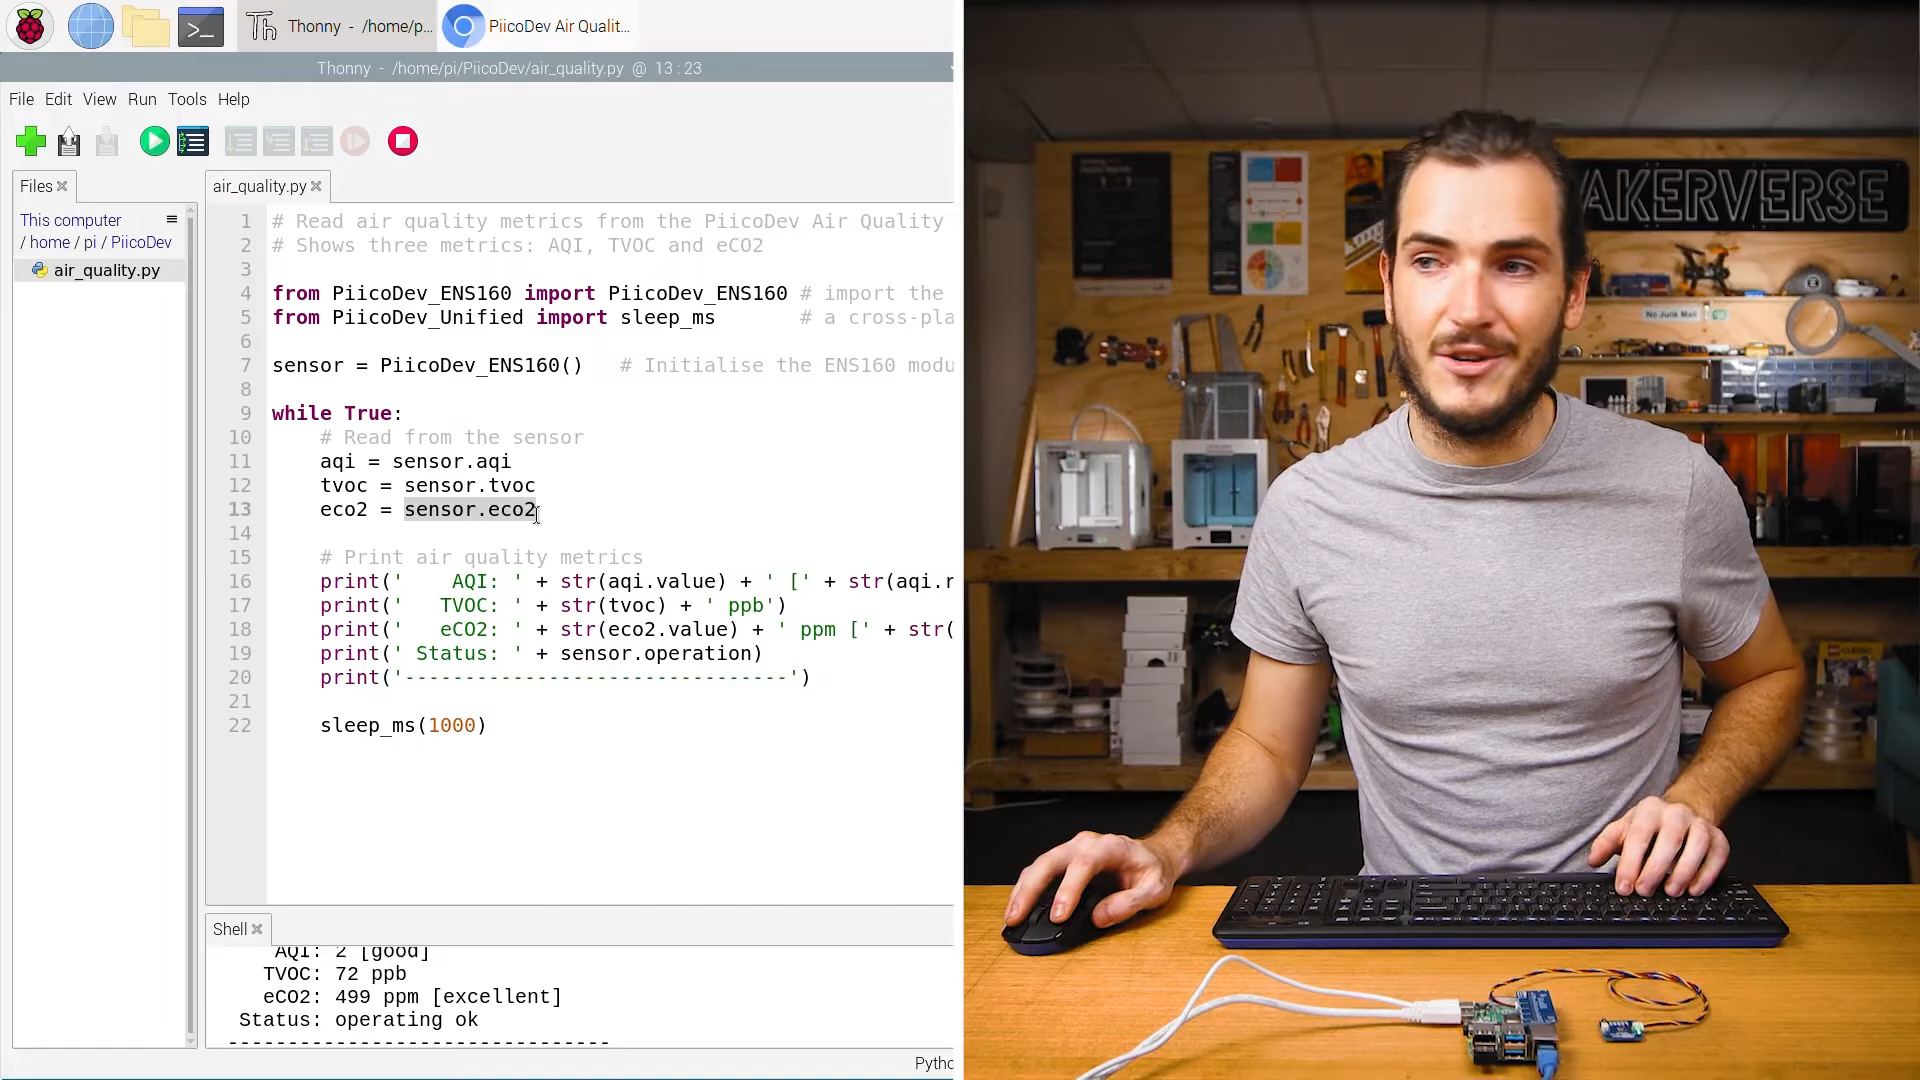 Thonny - /home/p...
PiicoDev Air Qualit...
Thonny - /home/pi/PiicoDev/air_quality.py @ 13:23
File Edit View Run Tools Help
Files
This computer
/ home / pi / PiicoDev
air_quality.py
air_quality.py
1 # Read air quality metrics from the PiicoDev Air Quality
2 # Shows three metrics: AQI, TVOC and eCO2
3
4 from PiicoDev_ENS160 import PiicoDev_ENS160 # import the
5 from PiicoDev_Unified import sleep_ms # a cross-pla
6
7 sensor = PiicoDev_ENS160() # Initialise the ENS160 modu
8
9 while True:
10 # Read from the sensor
11 aqi = sensor.aqi
12 tvoc = sensor.tvoc
13 eco2 = sensor.eco2
14
15 # Print air quality metrics
16 print('    AQI: ' + str(aqi.value) + ' [' + str(aqi.r
17 print('   TVOC: ' + str(tvoc) + ' ppb')
18 print('   eCO2: ' + str(eco2.value) + ' ppm [' + str(
19 print(' Status: ' + sensor.operation)
20 print('--------------------------------')
21
22 sleep_ms(1000)
Shell
AQI: 2 [good]
TVOC: 72 ppb
eCO2: 499 ppm [excellent]
Status: operating ok
--------------------------------
Pytho
AKERVERSE
No Junk Mail
CLASSIC